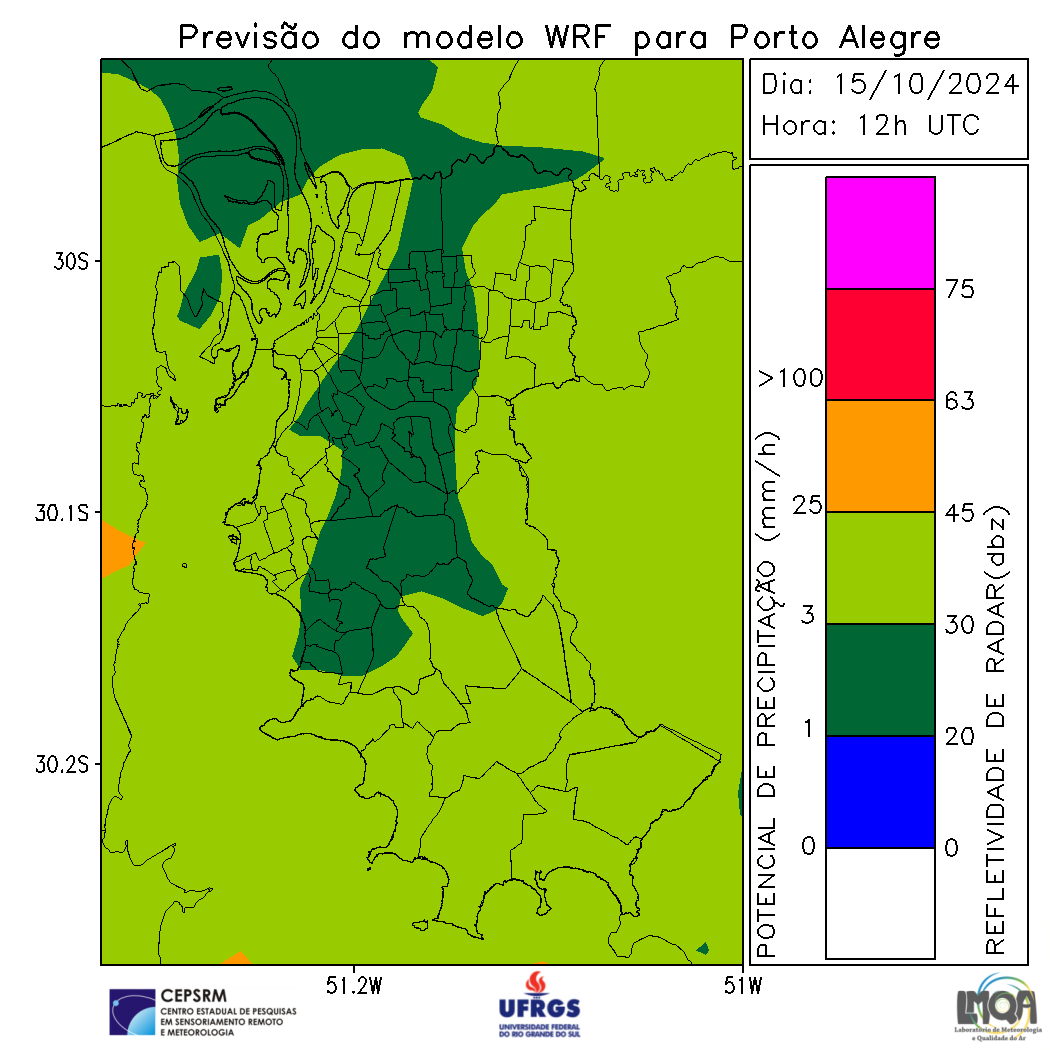 Previsão do modelo WRF para Porto Alegre
Dia: 15/10/2024
Hora: 12h UTC
30S
30.1S
30.2S
51.2W
51W
POTENCIAL DE PRECIPITAÇÃO (mm/h)
>100
25
3
1
0
75
63
45
30
20
0
REFLETIVIDADE DE RADAR(dbz)
CEPSRM
CENTRO ESTADUAL DE PESQUISAS
EM SENSORIAMENTO REMOTO
E METEOROLOGIA
UFRGS
UNIVERSIDADE FEDERAL
DO RIO GRANDE DO SUL
LMQA
Laboratório de Meteorologia
e Qualidade do Ar